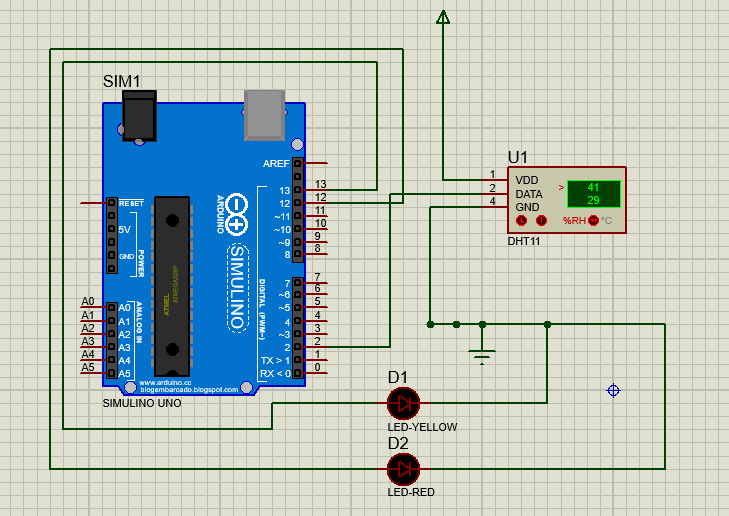 SIM1
AREF
13 13
12 12
~11 11
~10 10
~9 9
8 8
7 7
~6 6
~5 5
4 4
~3 3
2 2
TX > 1 1
RX < 0 0
RESET
5V
GND
POWER
A0 A0
A1 A1
A2 A2
A3 A3
A4 A4
A5 A5
ANALOG IN
ATMEL
ATMEGA328P
ARDUINO
SIMULINO
DIGITAL (PWM~)
www.arduino.cc
blogembarcado.blogspot.com
SIMULINO UNO
U1
1 VDD
2 DATA
4 GND
> 41
29
%RH °C
DHT11
D1
LED-YELLOW
D2
LED-RED